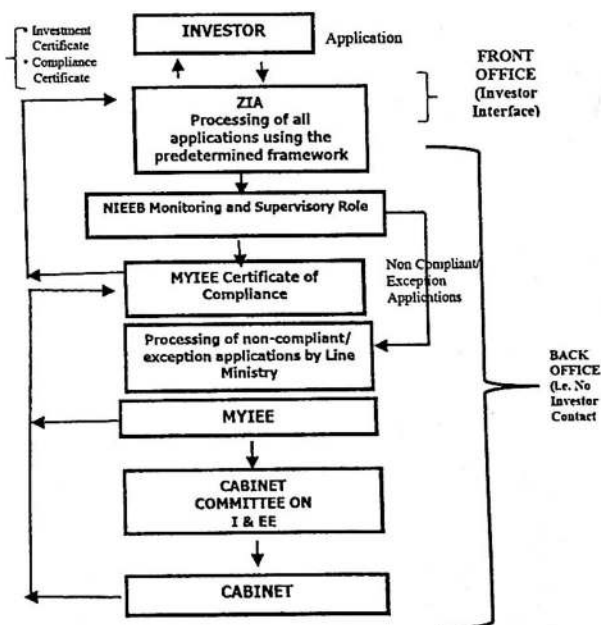 • Investment
Certificate
• Compliance
Certificate
INVESTOR
Application
FRONT
OFFICE
(Investor
Interface)
ZIA
Processing of all
applications using the
predetermined framework
NIEEB Monitoring and Supervisory Role
Non Compliant/
Exception
Applications
MYIEE Certificate of
Compliance
Processing of non-compliant/
exception applications by Line
Ministry
BACK
OFFICE
(i.e. No
Investor
Contact
MYIEE
CABINET
COMMITTEE ON
I & EE
CABINET